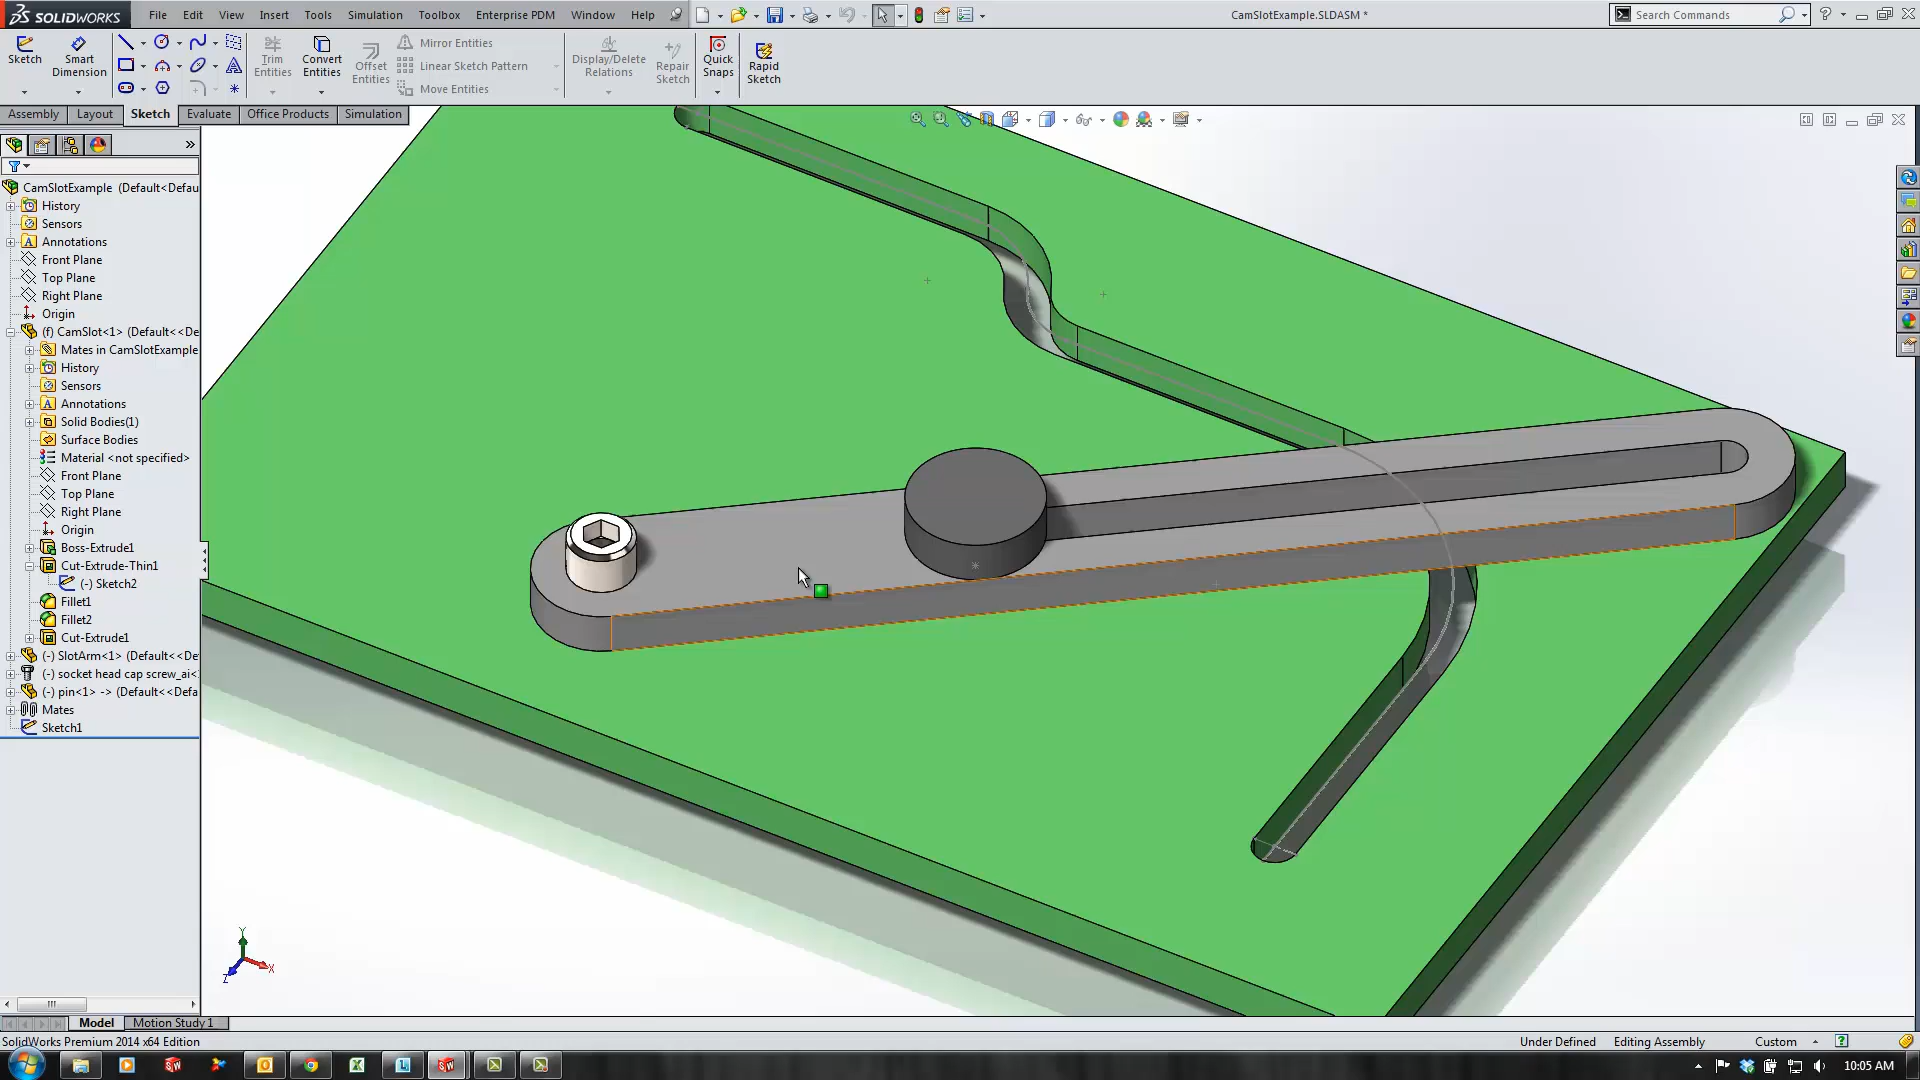 SOLIDWORKS File Edit View Insert Tools Simulation Toolbox Enterprise PDM Window Help CamSlotExample.SLDASM * Search Commands ?
Sketch Smart Dimension Trim Entities Convert Entities Offset Entities Mirror Entities Linear Sketch Pattern Move Entities Display/Delete Relations Repair Sketch Quick Snaps Rapid Sketch
Assembly Layout Sketch Evaluate Office Products Simulation
CamSlotExample (Default<Defau
History
Sensors
Annotations
Front Plane
Top Plane
Right Plane
Origin
(f) CamSlot<1> (Default<<De
Mates in CamSlotExample
History
Sensors
Annotations
Solid Bodies(1)
Surface Bodies
Material <not specified>
Front Plane
Top Plane
Right Plane
Origin
Boss-Extrude1
Cut-Extrude-Thin1
(-) Sketch2
Fillet1
Fillet2
Cut-Extrude1
(-) SlotArm<1> (Default<<De
(-) socket head cap screw_ai<
(-) pin<1> -> (Default<<Defa
Mates
Sketch1
Y
X
Z
Model Motion Study 1
SolidWorks Premium 2014 x64 Edition Under Defined Editing Assembly Custom ?
10:05 AM